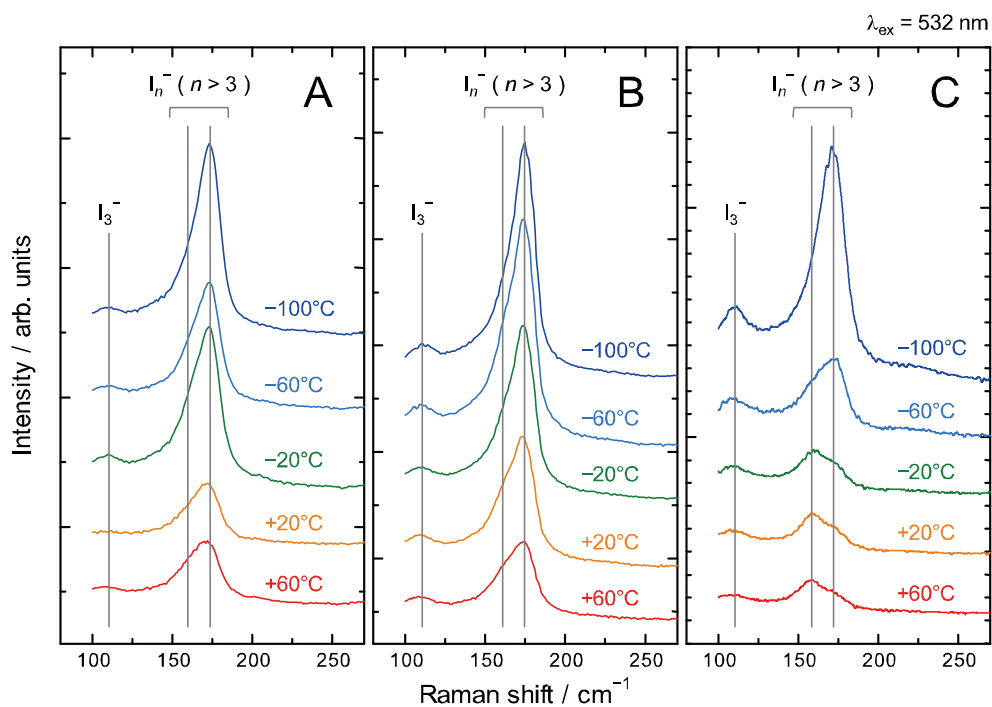 λex = 532 nm
Iₙ⁻ ( n > 3 )
A
I₃⁻
−100°C
−60°C
−20°C
+20°C
+60°C
Iₙ⁻ ( n > 3 )
B
I₃⁻
−100°C
−60°C
−20°C
+20°C
+60°C
Iₙ⁻ ( n > 3 )
C
I₃⁻
−100°C
−60°C
−20°C
+20°C
+60°C
Intensity / arb. units
100 150 200 250
100 150 200 250
100 150 200 250
Raman shift / cm⁻¹